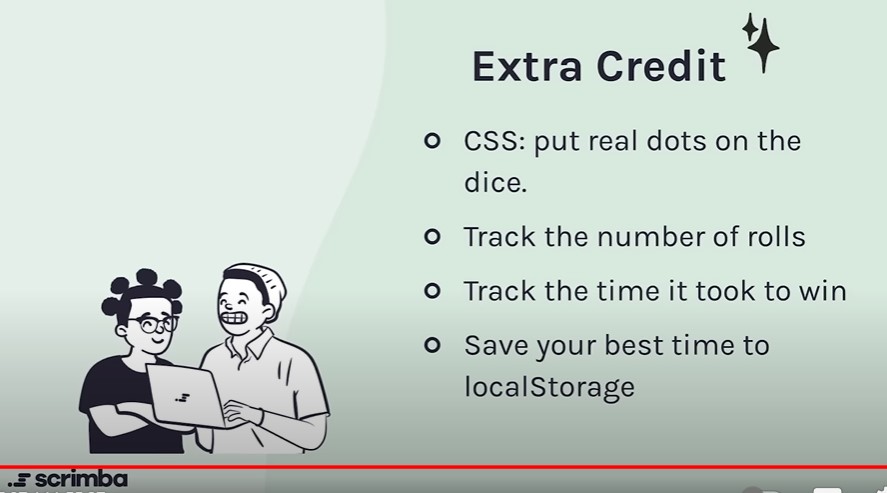 Extra Credit
CSS: put real dots on the
dice.
Track the number of rolls
Track the time it took to win
Save your best time to
localStorage
scrimba